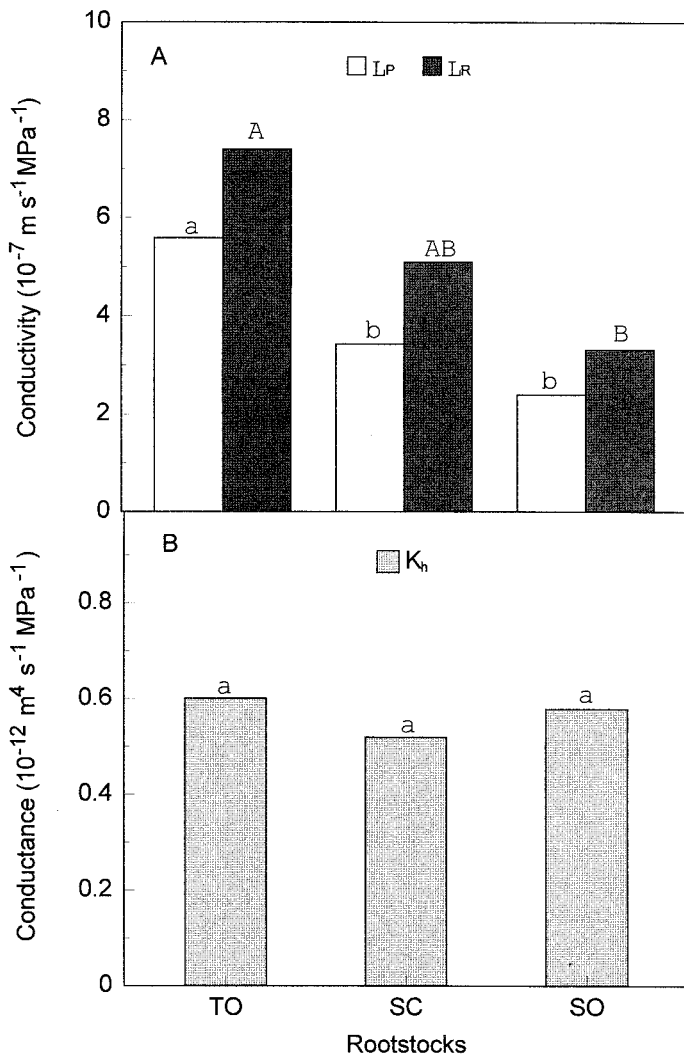 10
A
LP LR
8
A
6
a
AB
4
b
B
b
2
0
Conductivity (10-7 m s-1 MPa-1)
B
Kh
0.8
0.6
a
a
a
0.4
0.2
0
Conductance (10-12 m4 s-1 MPa-1)
TO SC SO
Rootstocks